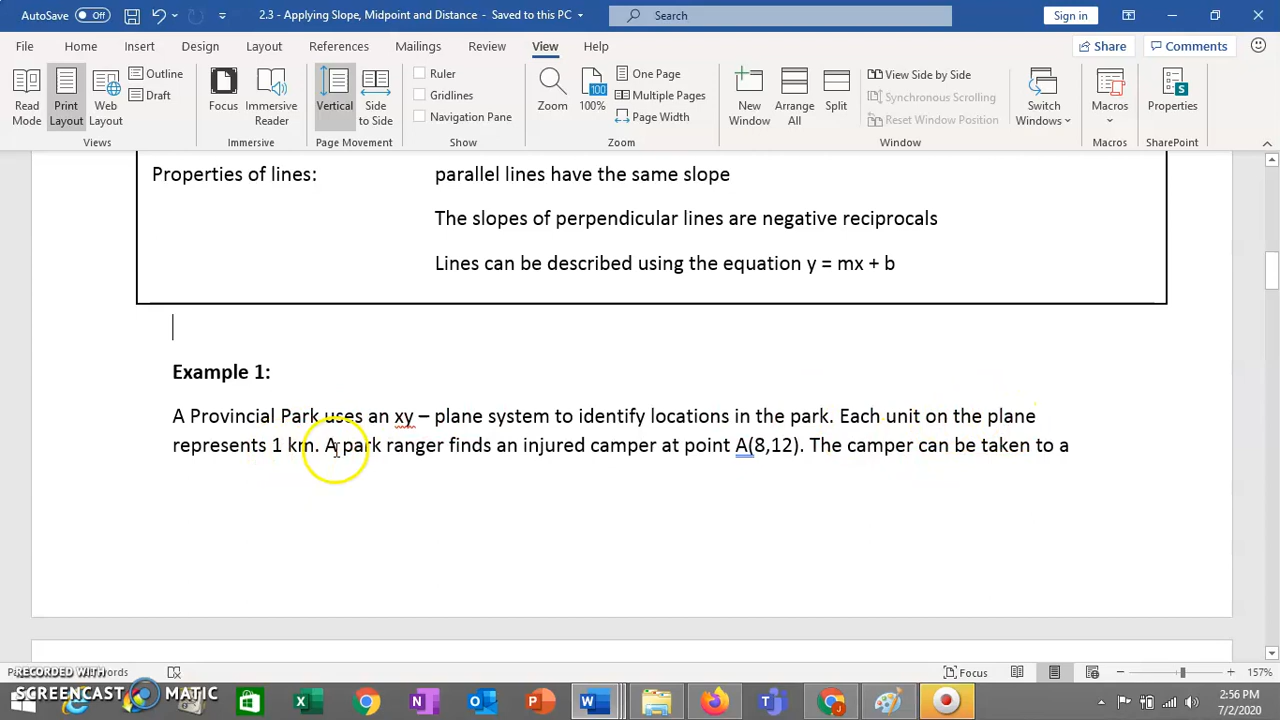 AutoSave Off 2.3 - Applying Slope, Midpoint and Distance - Saved to this PC Search Sign in
File Home Insert Design Layout References Mailings Review View Help Share Comments
Read Mode
Print Layout
Web Layout
Outline
Draft
Views
Focus
Immersive Reader
Immersive
Vertical
Side to Side
Page Movement
Ruler
Gridlines
Navigation Pane
Show
Zoom
100
100%
One Page
Multiple Pages
Page Width
Zoom
New Window
Arrange All
Split
View Side by Side
Synchronous Scrolling
Reset Window Position
Window
Switch Windows
Macros
Macros
Properties
SharePoint
Properties of lines: parallel lines have the same slope
The slopes of perpendicular lines are negative reciprocals
Lines can be described using the equation y = mx + b
Example 1:
A Provincial Park uses an xy – plane system to identify locations in the park. Each unit on the plane
represents 1 km. A park ranger finds an injured camper at point A(8,12). The camper can be taken to a
Focus 157%
RECORDED WITH
SCREENCAST MATIC
2:56 PM
7/2/2020